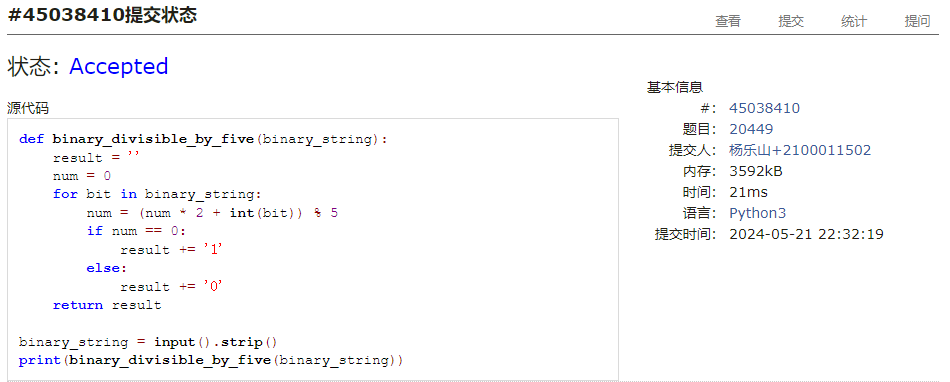 #45038410提交状态
查看 提交 统计 提问
状态: Accepted
源代码
def binary_divisible_by_five(binary_string):
    result = ''
    num = 0
    for bit in binary_string:
        num = (num * 2 + int(bit)) % 5
        if num == 0:
            result += '1'
        else:
            result += '0'
    return result

binary_string = input().strip()
print(binary_divisible_by_five(binary_string))
基本信息
#: 45038410
题目: 20449
提交人: 杨乐山+2100011502
内存: 3592kB
时间: 21ms
语言: Python3
提交时间: 2024-05-21 22:32:19